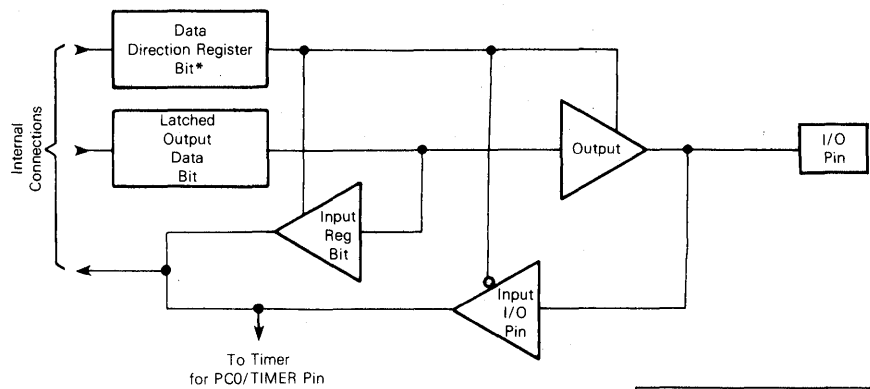 Data
Direction Register
Bit*
Latched
Output
Data
Bit
Internal
Connections
Output
I/O
Pin
Input
Reg
Bit
Input
I/O
Pin
To Timer
for PC0/TIMER Pin